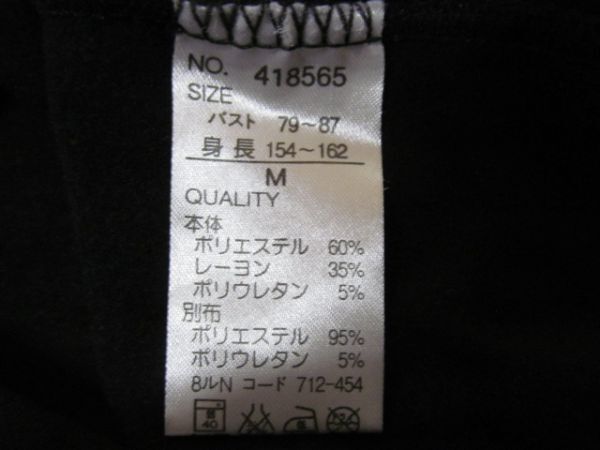 NO. 418565
SIZE
バスト 79~87
身長 154~162
M
QUALITY
本体
ポリエステル 60%
レーヨン 35%
ポリウレタン 5%
別布
ポリエステル 95%
ポリウレタン 5%
8ルN コード 712-454
40